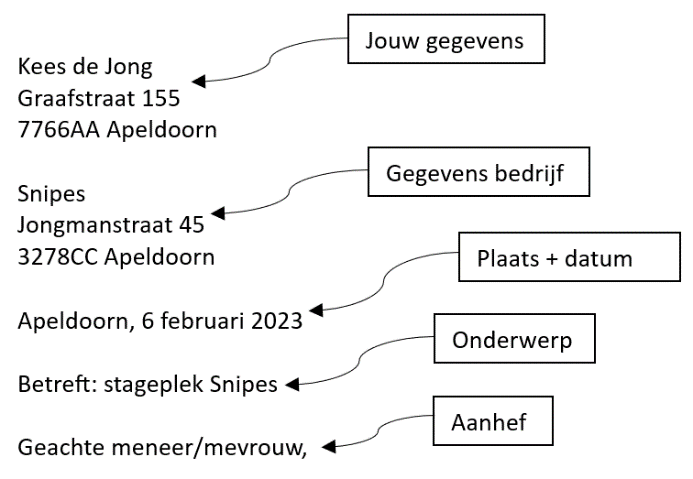 Jouw gegevens
Kees de Jong
Graafstraat 155
7766AA Apeldoorn
Gegevens bedrijf
Snipes
Jongmanstraat 45
3278CC Apeldoorn
Plaats + datum
Apeldoorn, 6 februari 2023
Onderwerp
Betreft: stageplek Snipes
Aanhef
Geachte meneer/mevrouw,